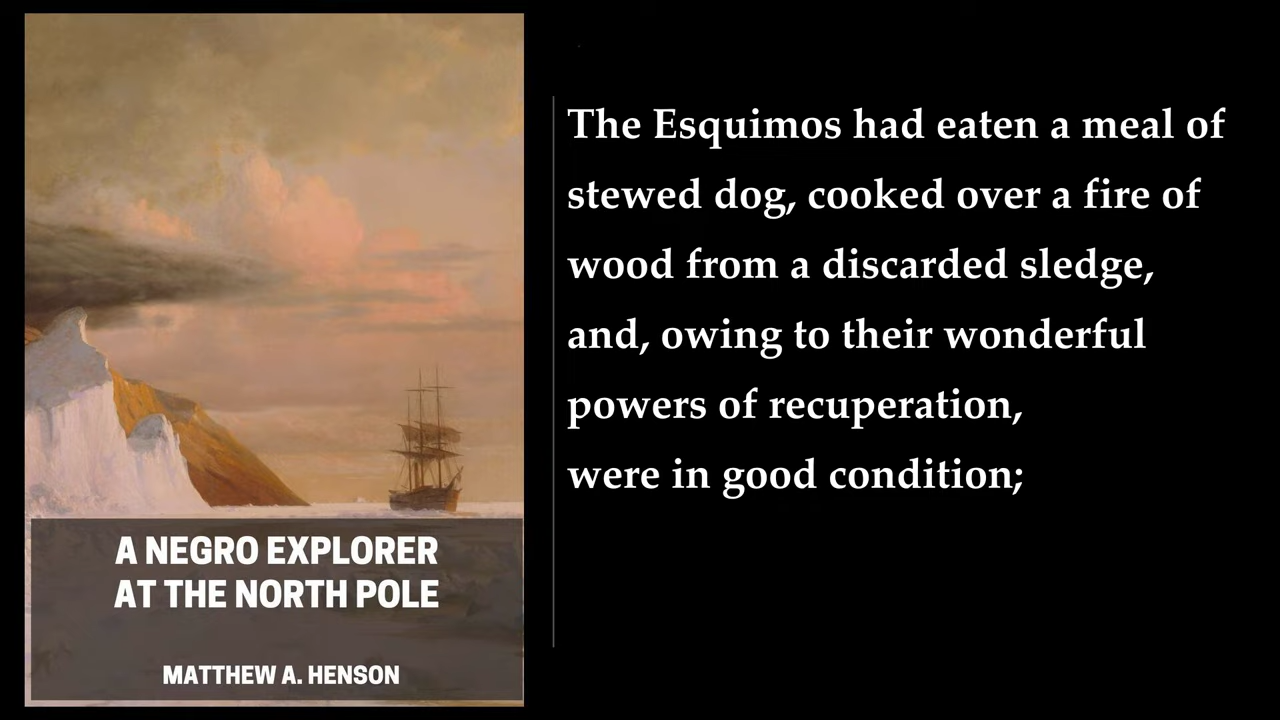 A NEGRO EXPLORER
AT THE NORTH POLE
MATTHEW A. HENSON
The Esquimos had eaten a meal of
stewed dog, cooked over a fire of
wood from a discarded sledge,
and, owing to their wonderful
powers of recuperation,
were in good condition;